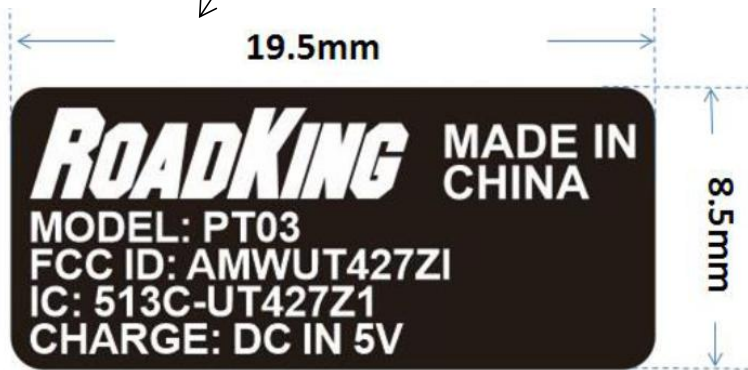 19.5mm
ROADKING MADE IN
CHINA
MODEL: PT03
FCC ID: AMWUT427ZI
IC: 513C-UT427Z1
CHARGE: DC IN 5V
8.5mm